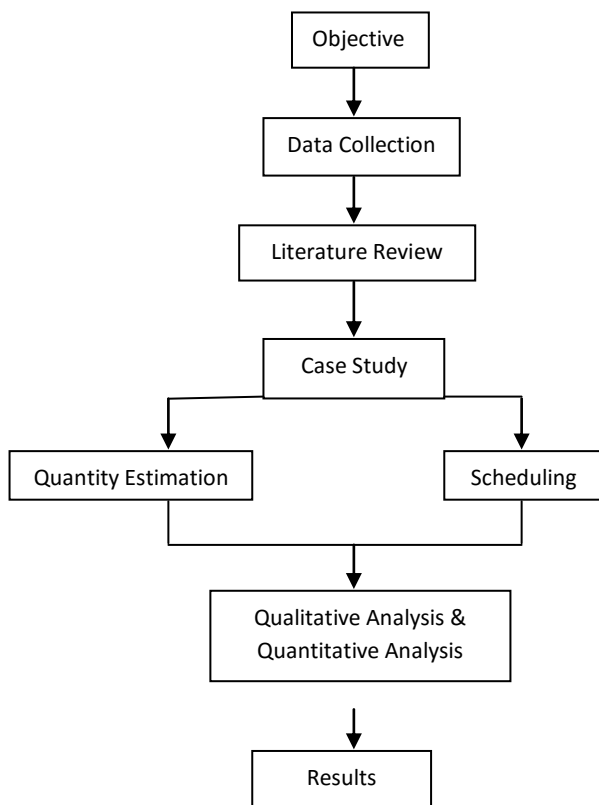 Objective
Data Collection
Literature Review
Case Study
Quantity Estimation
Scheduling
Qualitative Analysis &
Quantitative Analysis
Results